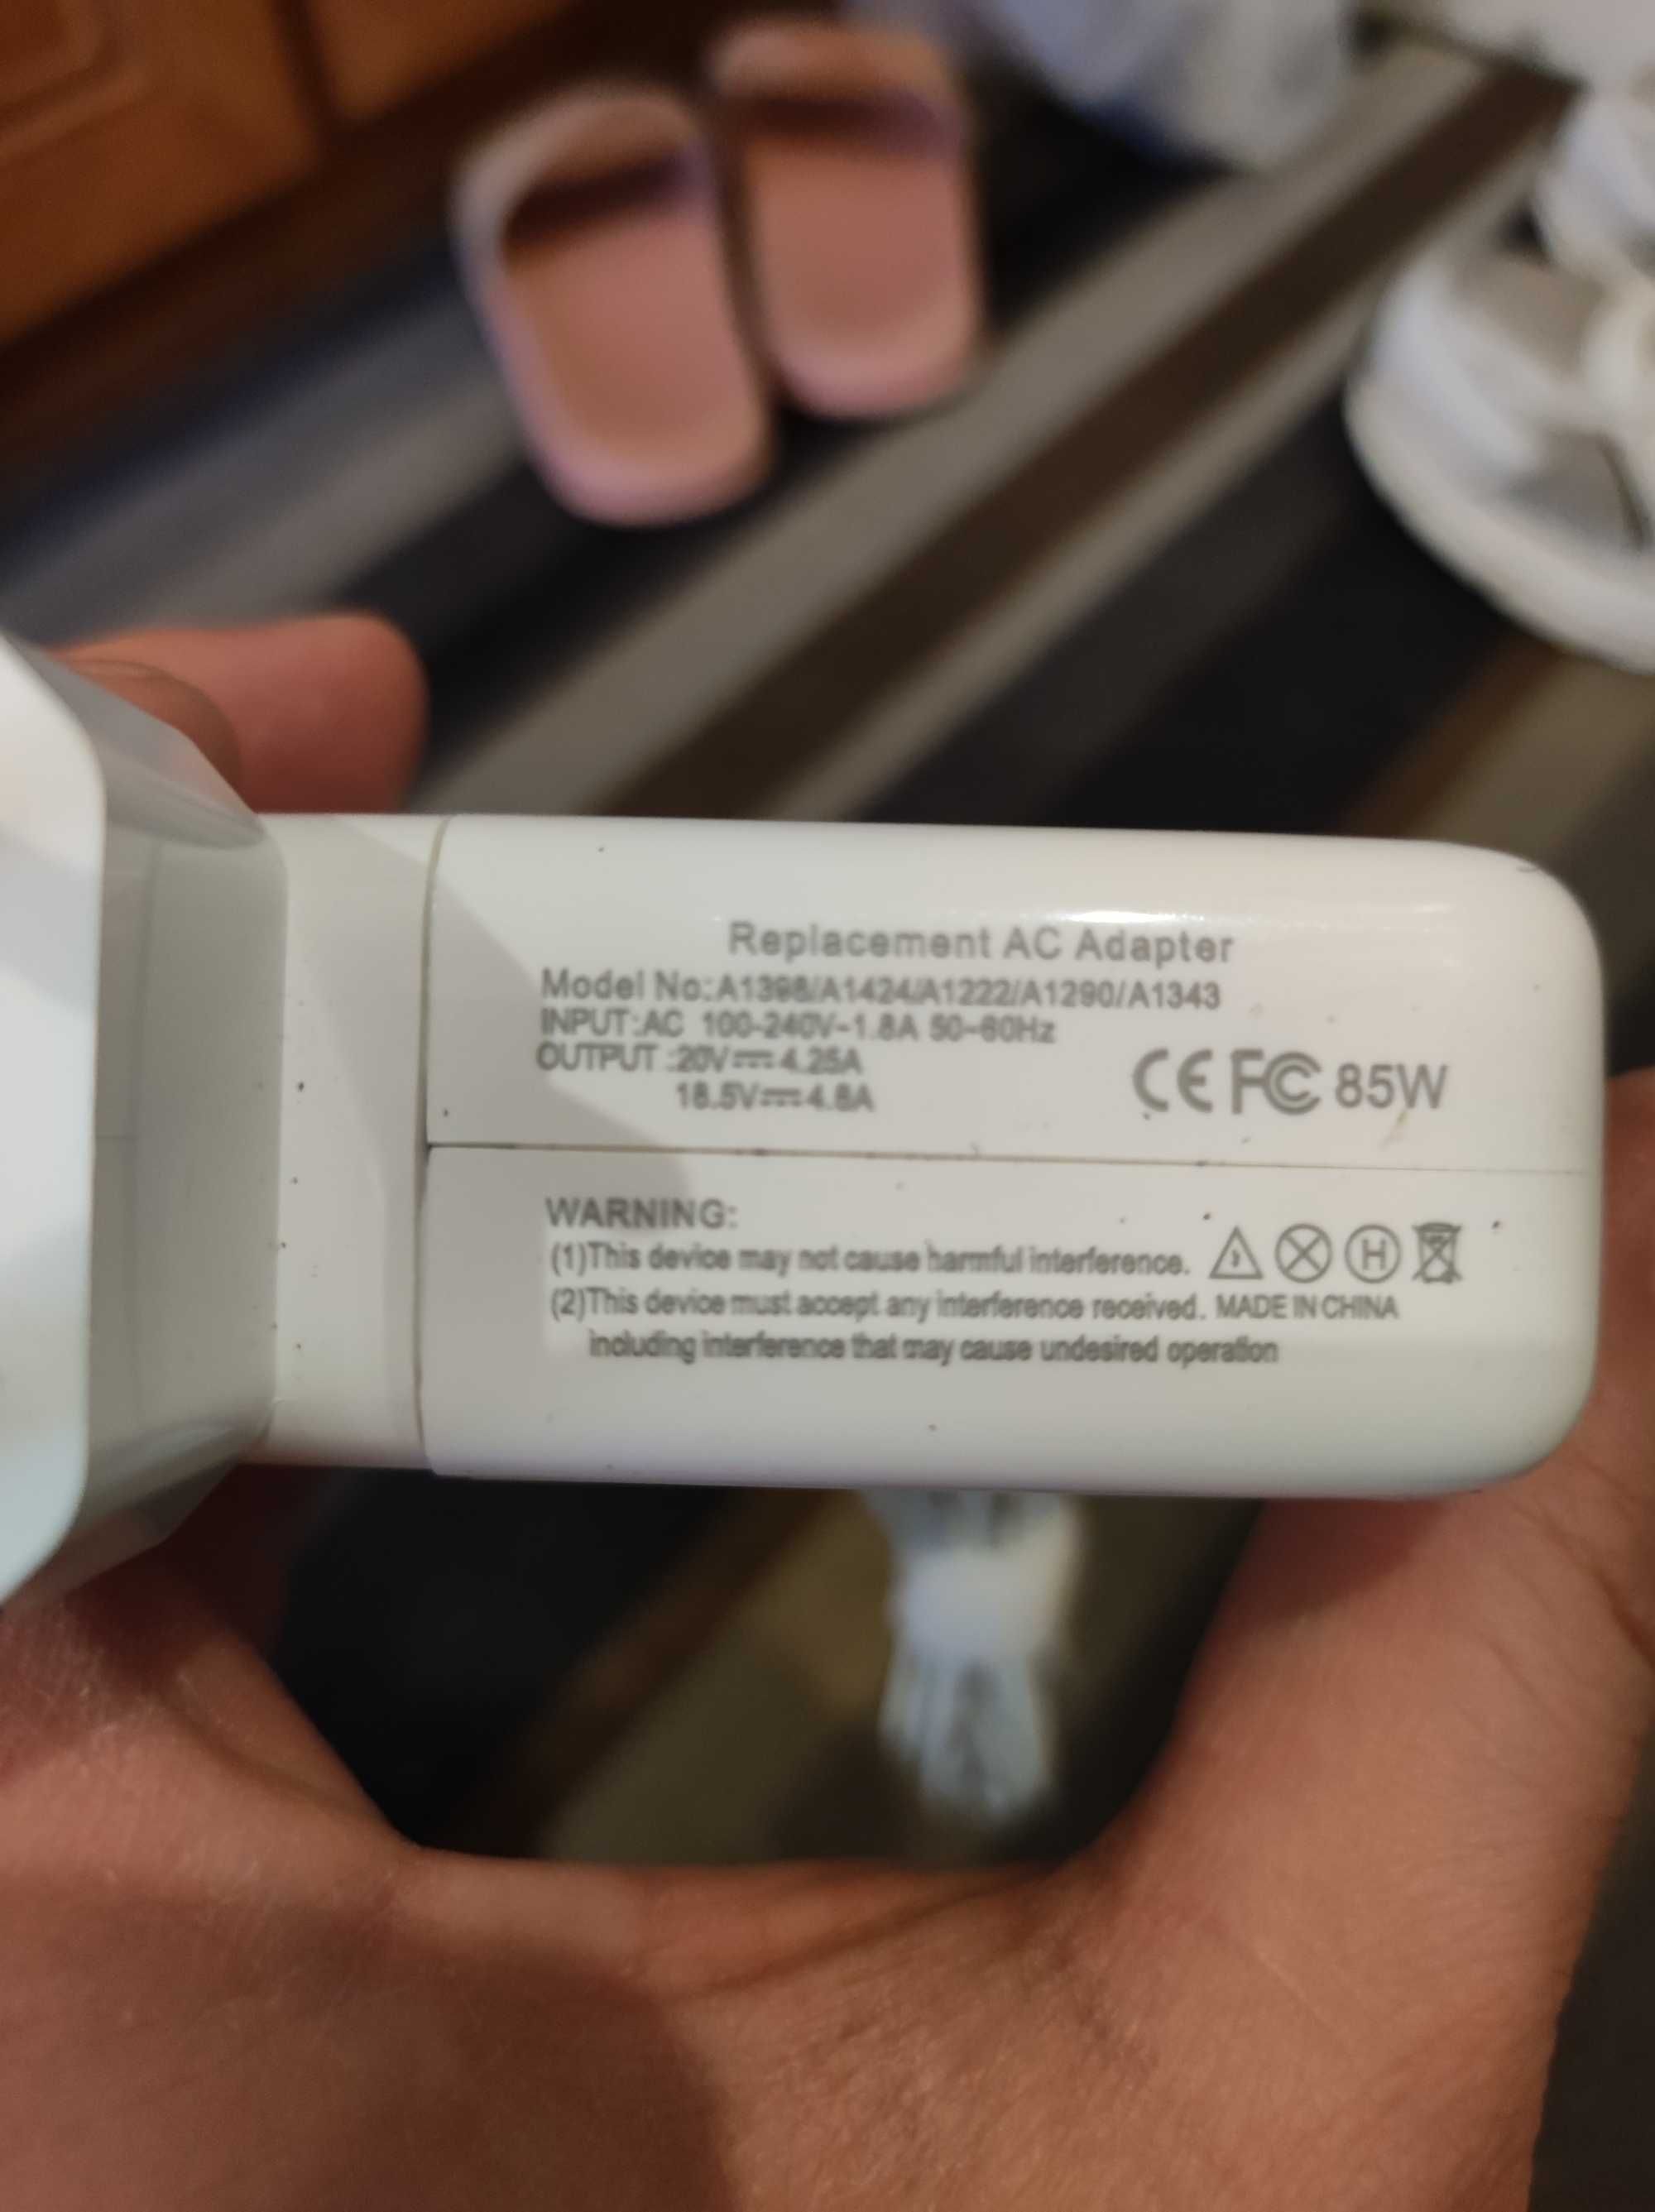 Replacement AC Adapter
Model No:A1398/A1424/A1222/A1290/A1343
INPUT:AC 100-240V~1.8A 50~60Hz
OUTPUT :20V⎓4.25A
18.5V⎓4.6A
CE FC 85W
WARNING:
(1)This device may not cause harmful interference.
(2)This device must accept any interference received. MADE IN CHINA
including interference that may cause undesired operation